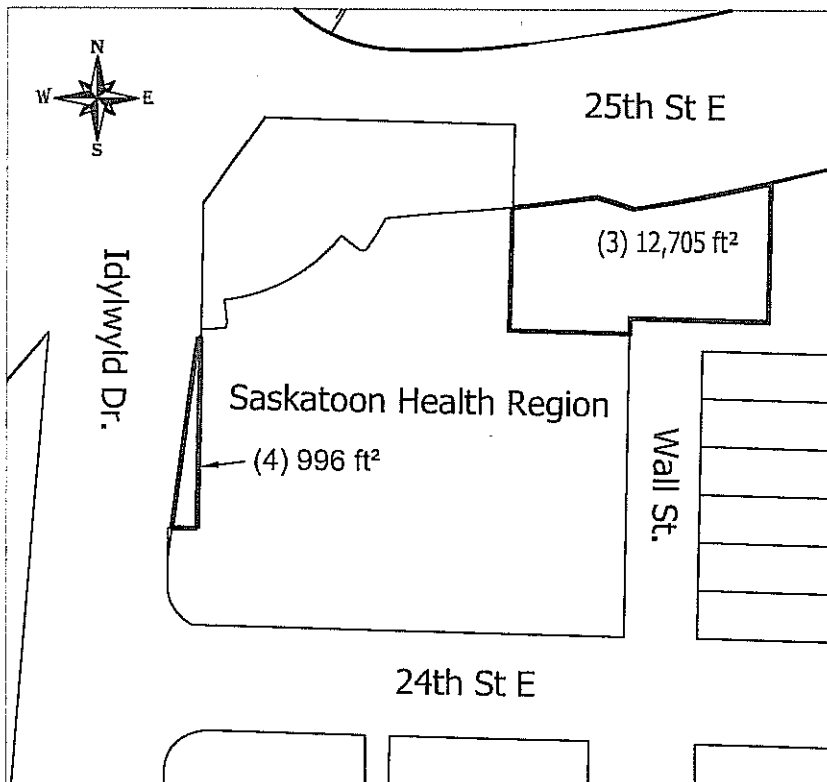 N
W E
S
25th St E
(3) 12,705 ft²
Idylwyld Dr.
Saskatoon Health Region
(4) 996 ft²
Wall St.
24th St E